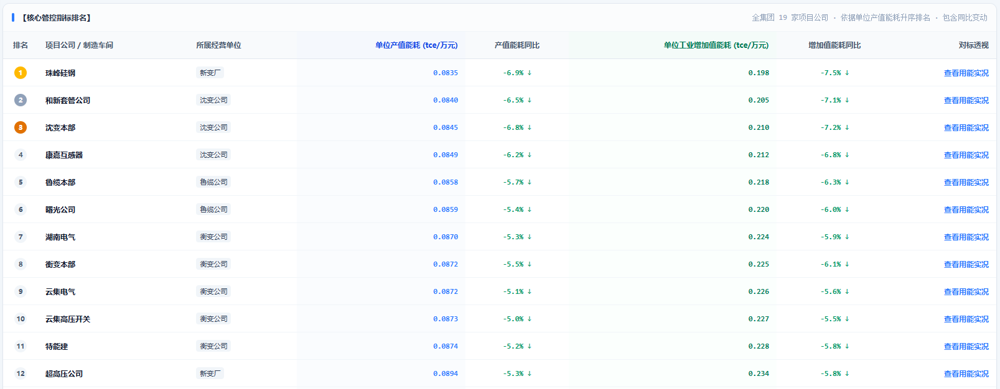 【核心管控指标排名】 全集团 19 家项目公司 · 依据单位产值能耗升序排名 · 包含同比变动
排名 项目公司 / 制造车间 所属经营单位 单位产值能耗 (tce/万元) 产值能耗同比 单位工业增加值能耗 (tce/万元) 增加值能耗同比 对标透视
1 珠峰硅钢 新变厂 0.0835 -6.9% ↓ 0.198 -7.5% ↓ 查看用能实况
2 和新套管公司 沈变公司 0.0840 -6.5% ↓ 0.205 -7.1% ↓ 查看用能实况
3 沈变本部 沈变公司 0.0845 -6.8% ↓ 0.210 -7.2% ↓ 查看用能实况
4 康嘉互感器 沈变公司 0.0849 -6.2% ↓ 0.212 -6.8% ↓ 查看用能实况
5 鲁缆本部 鲁缆公司 0.0858 -5.7% ↓ 0.218 -6.3% ↓ 查看用能实况
6 曙光公司 鲁缆公司 0.0859 -5.4% ↓ 0.220 -6.0% ↓ 查看用能实况
7 湖南电气 衡变公司 0.0870 -5.3% ↓ 0.224 -5.9% ↓ 查看用能实况
8 衡变本部 衡变公司 0.0872 -5.5% ↓ 0.225 -6.1% ↓ 查看用能实况
9 云集电气 衡变公司 0.0872 -5.1% ↓ 0.226 -5.6% ↓ 查看用能实况
10 云集高压开关 衡变公司 0.0873 -5.0% ↓ 0.227 -5.5% ↓ 查看用能实况
11 特能建 衡变公司 0.0874 -5.2% ↓ 0.228 -5.8% ↓ 查看用能实况
12 超高压公司 新变厂 0.0894 -5.3% ↓ 0.234 -5.8% ↓ 查看用能实况